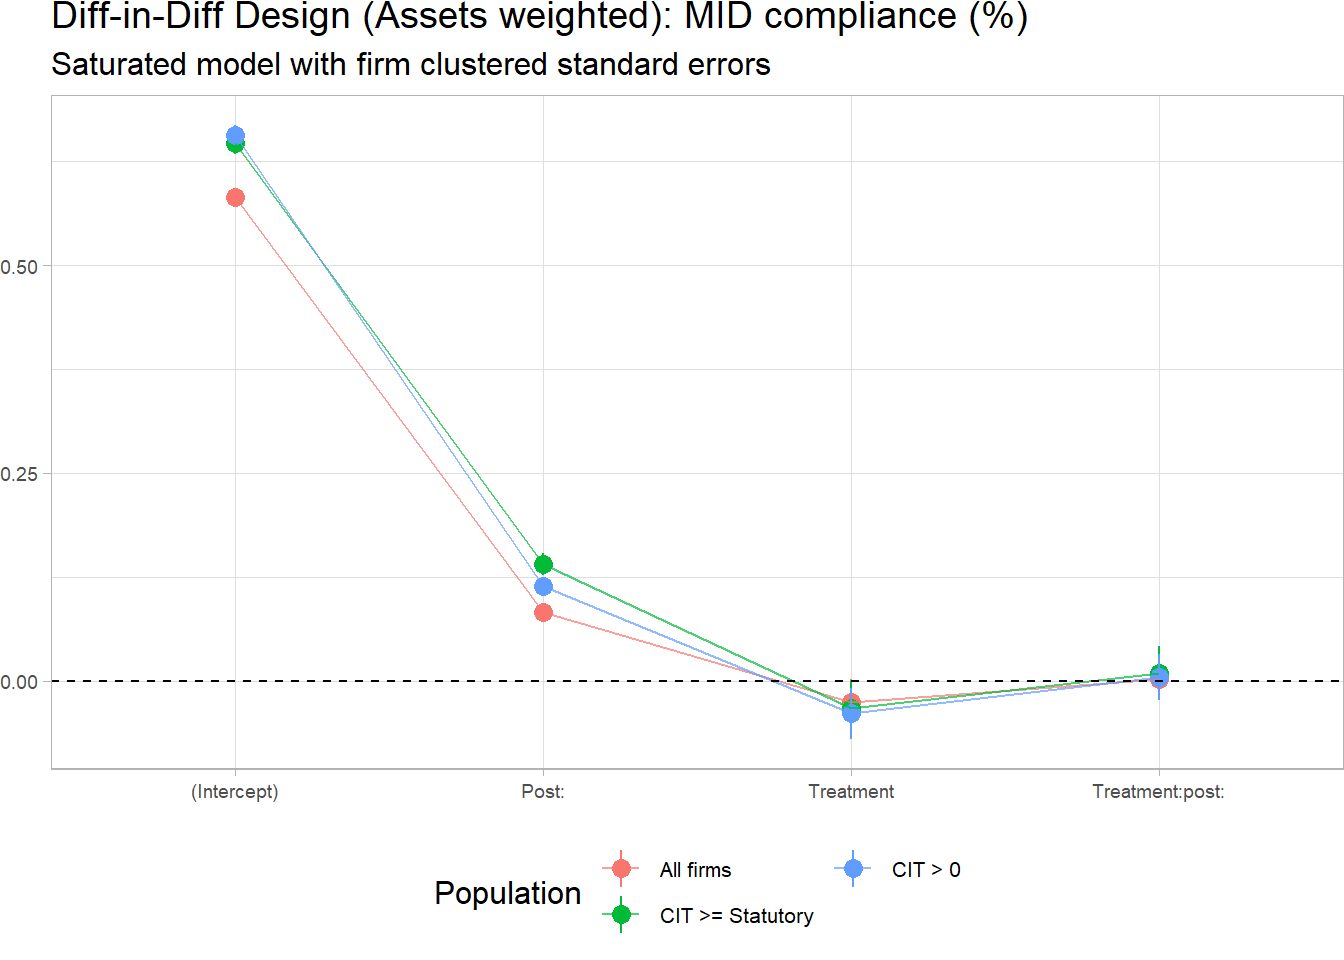 Diff-in-Diff Design (Assets weighted): MID compliance (%)
Saturated model with firm clustered standard errors
0.50
0.25
0.00
(Intercept)
Post:
Treatment
Treatment:post:
Population
All firms
CIT > 0
CIT >= Statutory